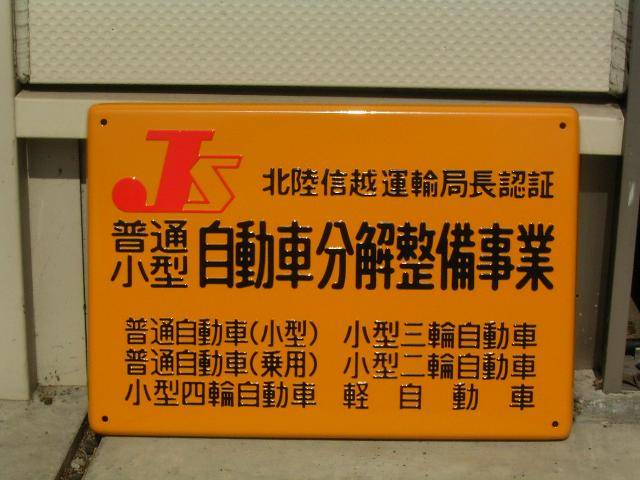 JS 北陸信越運輸局長認証
普通
小型 自動車分解整備事業
普通自動車(小型) 小型三輪自動車
普通自動車(乗用) 小型二輪自動車
小型四輪自動車 軽自動車